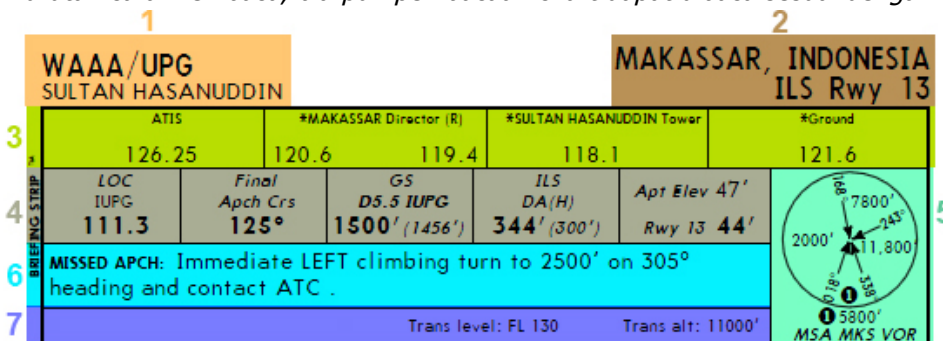 1 2
WAAA/UPG
SULTAN HASANUDDIN
MAKASSAR, INDONESIA
ILS Rwy 13
3
ATIS
126.25
*MAKASSAR Director (R)
120.6 119.4
*SULTAN HASANUDDIN Tower
118.1
*Ground
121.6
BRIEFING STRIP
4
LOC
IUPG
111.3
Final
Apch Crs
125°
GS
D5.5 IUPG
1500' (1456')
ILS
DA(H)
344' (300')
Apt Elev 47'
Rwy 13 44'
5
168°
7800'
243°
2000'
11,800'
018°
338°
1
1 5800'
MSA MKS VOR
6
MISSED APCH: Immediate LEFT climbing turn to 2500' on 305°
heading and contact ATC .
7
Trans level: FL 130 Trans alt: 11000'